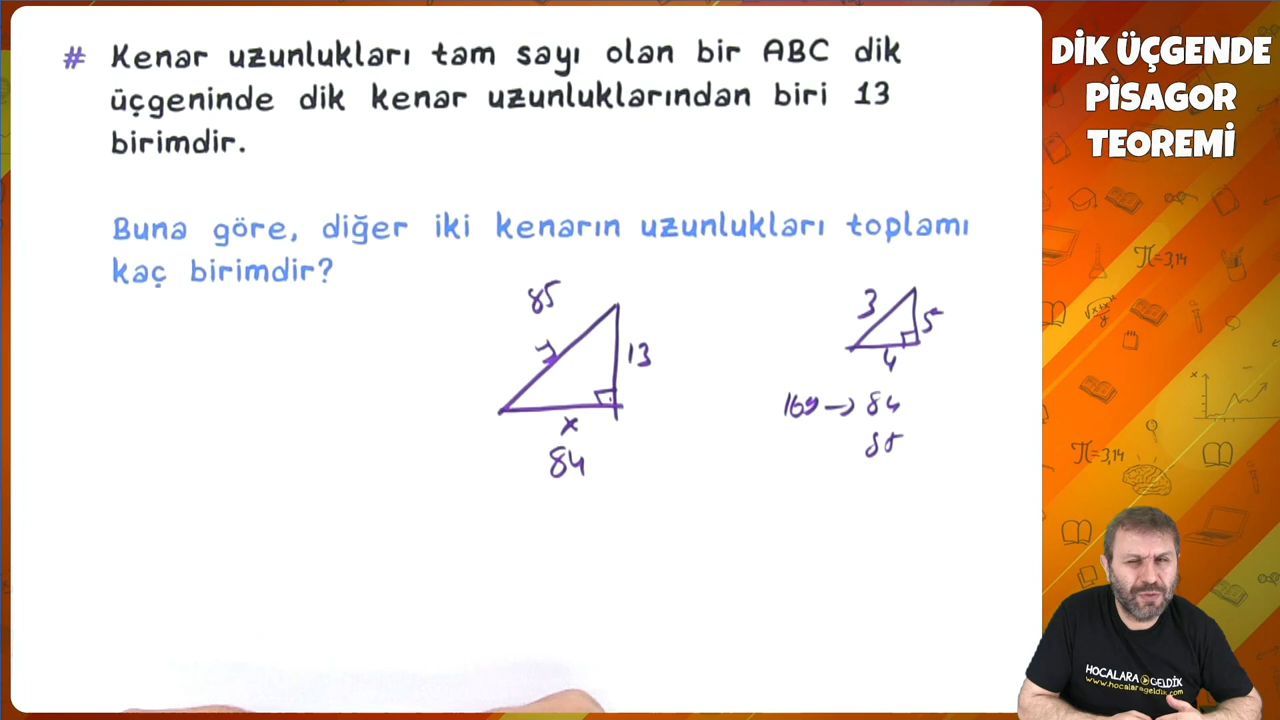 # Kenar uzunlukları tam sayı olan bir ABC dik
üçgeninde dik kenar uzunluklarından biri 13
birimdir.
Buna göre, diğer iki kenarın uzunlukları toplamı
kaç birimdir?
85
y
13
x
84
3
5
4
169 → 84
85
DİK ÜÇGENDE
PİSAGOR
TEOREMİ
π=3,14
π=3,14
HOCALARA GELDİK
www.hocalarageldik.com